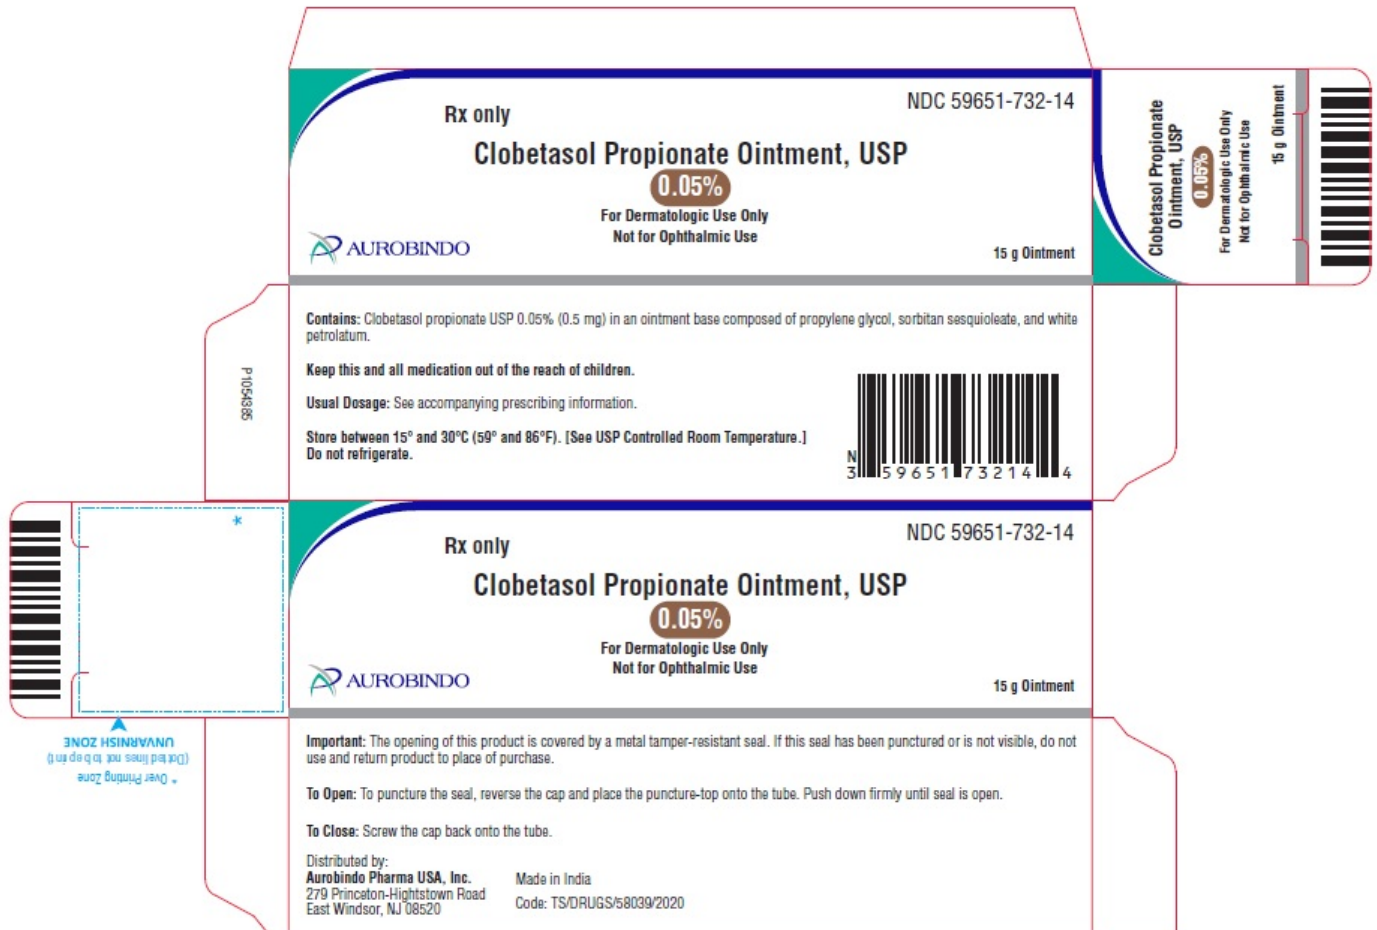 Rx only
NDC 59651-732-14
Clobetasol Propionate Ointment, USP
0.05%
For Dermatologic Use Only
Not for Ophthalmic Use
AUROBINDO
15 g Ointment
Clobetasol Propionate
Ointment, USP
0.05%
For Dermatologic Use Only
Not for Ophthalmic Use
15 g Ointment
Contains: Clobetasol propionate USP 0.05% (0.5 mg) in an ointment base composed of propylene glycol, sorbitan sesquioleate, and white
petrolatum.
Keep this and all medication out of the reach of children.
Usual Dosage: See accompanying prescribing information.
Store between 15° and 30°C (59° and 86°F). [See USP Controlled Room Temperature.]
Do not refrigerate.
P1054385
N
3 59651 73214 4
*
Rx only
NDC 59651-732-14
Clobetasol Propionate Ointment, USP
0.05%
For Dermatologic Use Only
Not for Ophthalmic Use
AUROBINDO
15 g Ointment
* Over Printing Zone
(Dotted lines not to be print)
UNVARNISH ZONE
Important: The opening of this product is covered by a metal tamper-resistant seal. If this seal has been punctured or is not visible, do not
use and return product to place of purchase.
To Open: To puncture the seal, reverse the cap and place the puncture-top onto the tube. Push down firmly until seal is open.
To Close: Screw the cap back onto the tube.
Distributed by:
Aurobindo Pharma USA, Inc.
279 Princeton-Hightstown Road
East Windsor, NJ 08520
Made in India
Code: TS/DRUGS/58039/2020